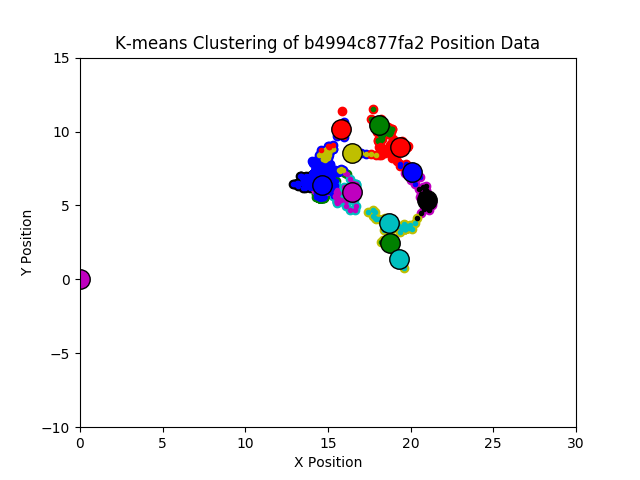 K-means Clustering of b4994c877fa2 Position Data
15
10
5
0
−5
−10
0 5 10 15 20 25 30
Y Position
X Position